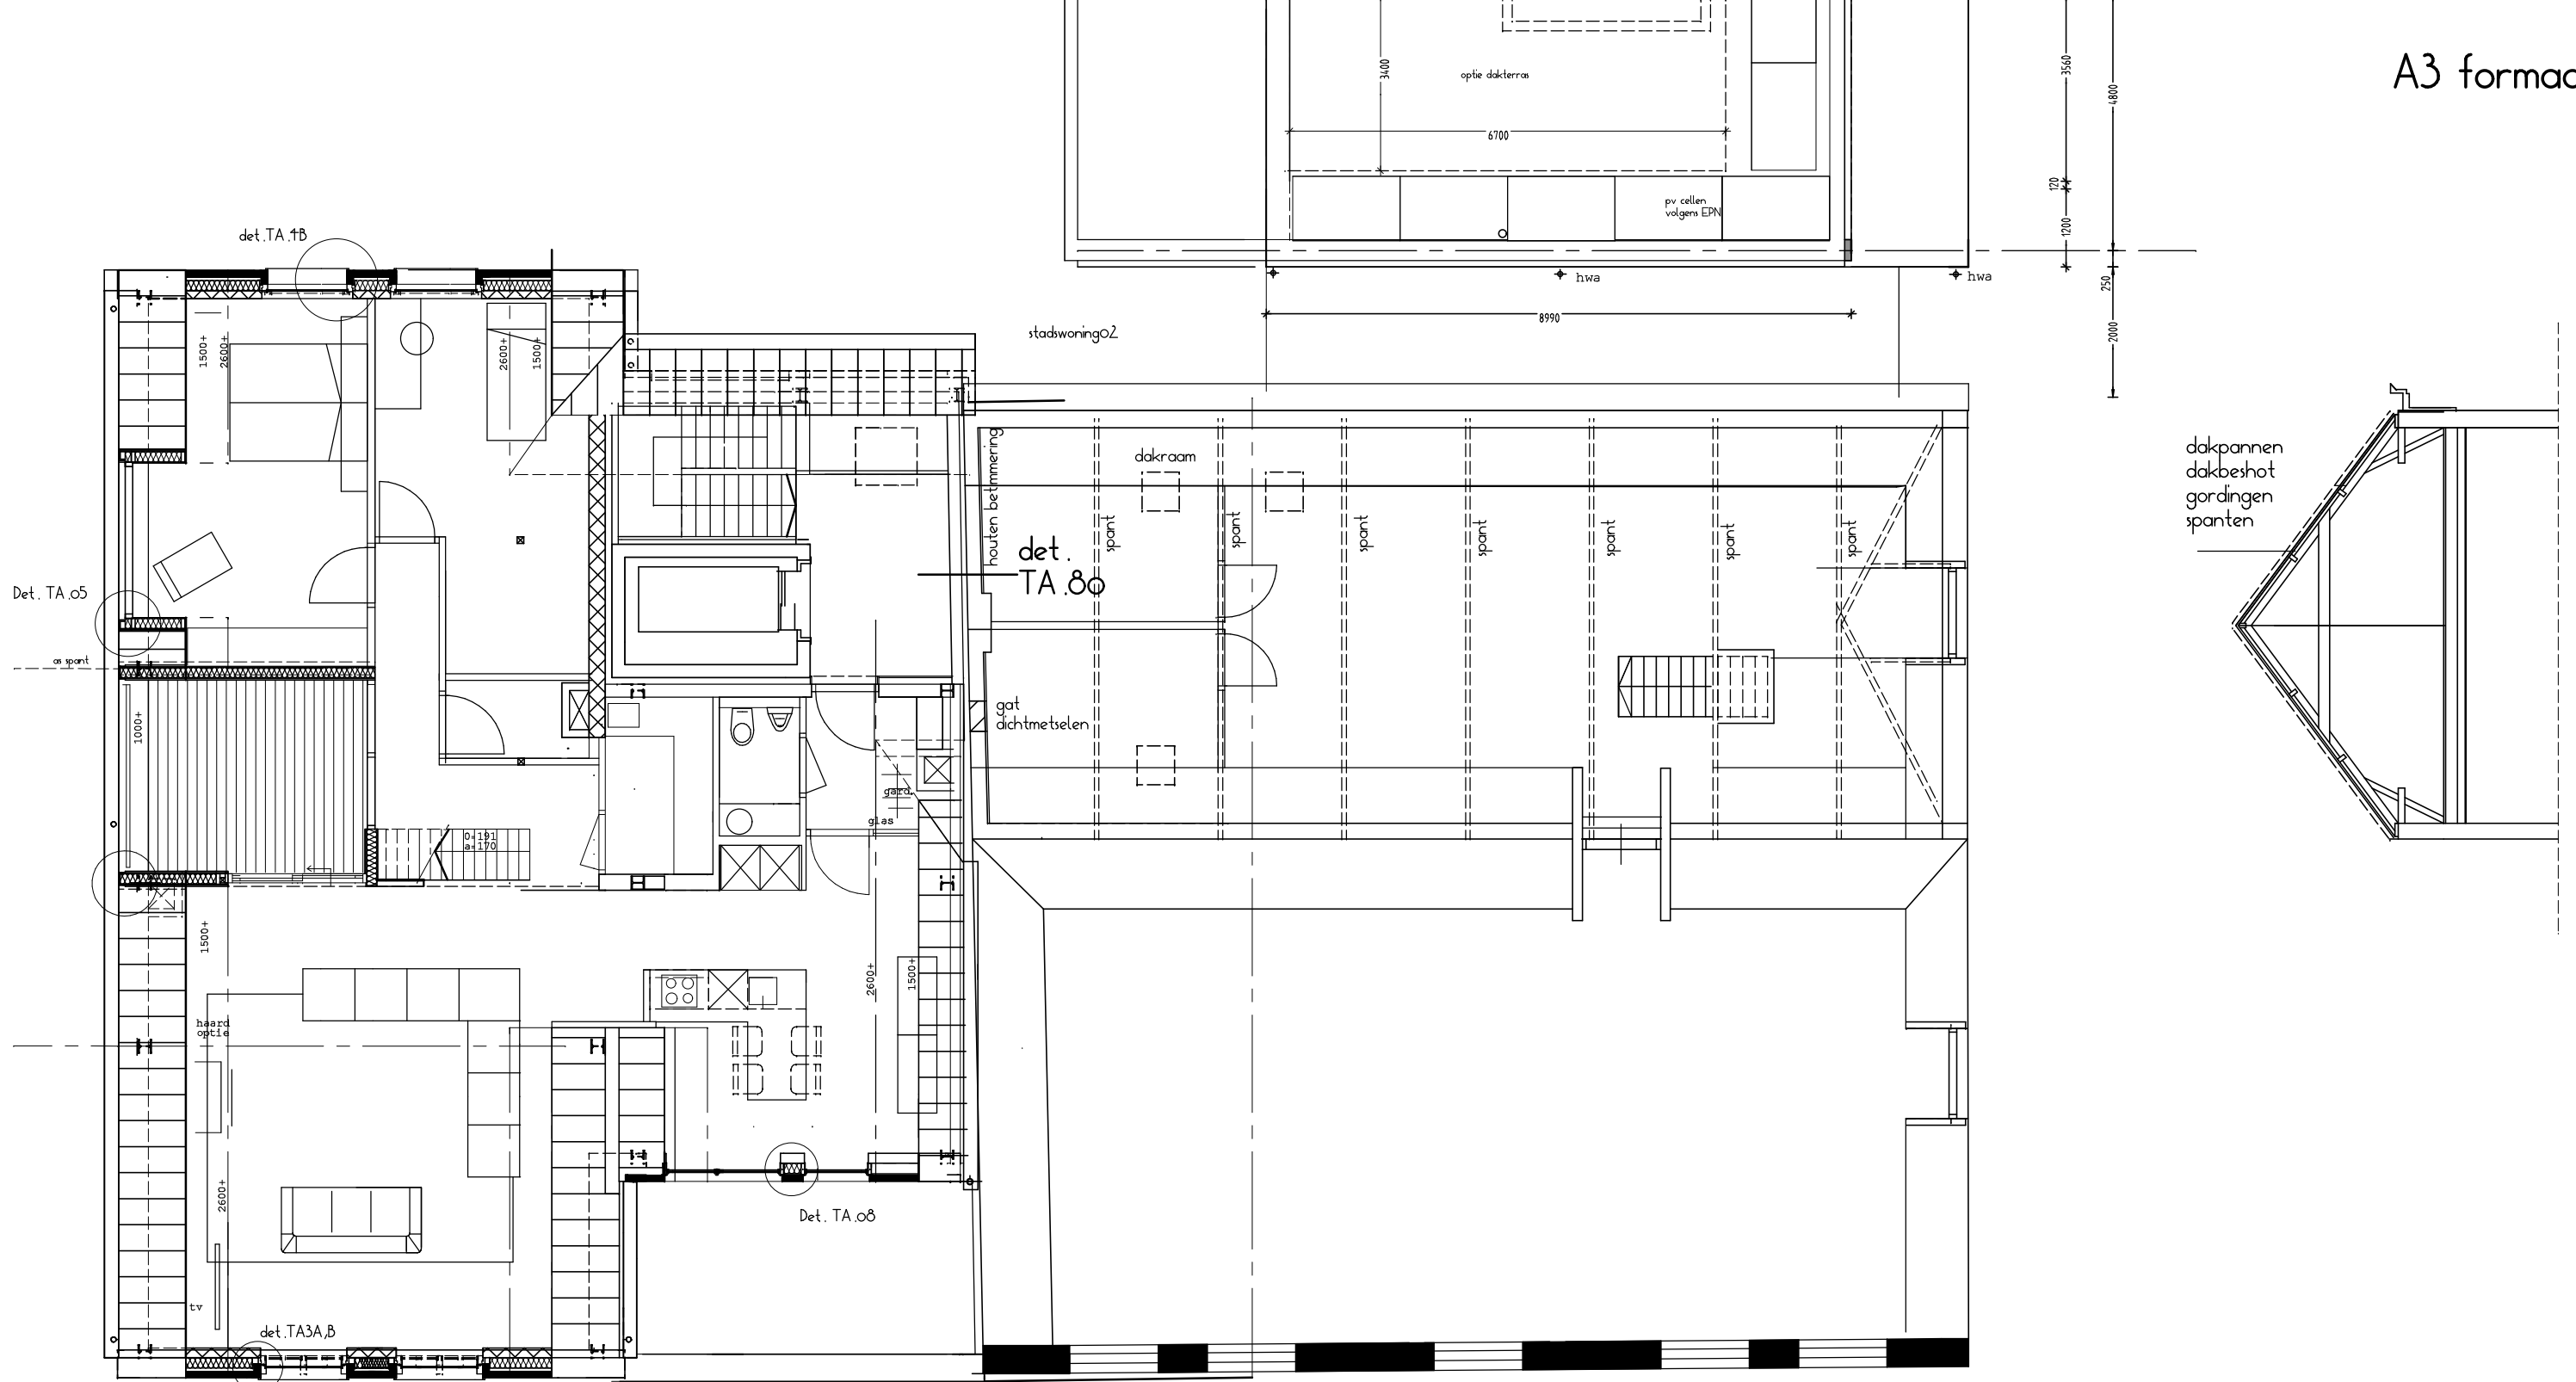 A3 formaa
3400
optie dakterras
3560
4800
6700
pv cellen
volgens EPN
120
1200
hwa
hwa
250
8990
2000
stadswoning02
det.TA.4B
1500+
2600+
2600+
1500+
dakraam
houten betimmering
spant
spant
spant
spant
spant
spant
spant
dakpannen
dakbeshot
gordingen
spanten
det.
TA.80
Det. TA.05
as spant
1000+
gat
dichtmetselen
gard.
glas
O=191
a=170
1500+
2600+
1500+
haard
optie
2600+
Det. TA.08
tv
det.TA3A,B